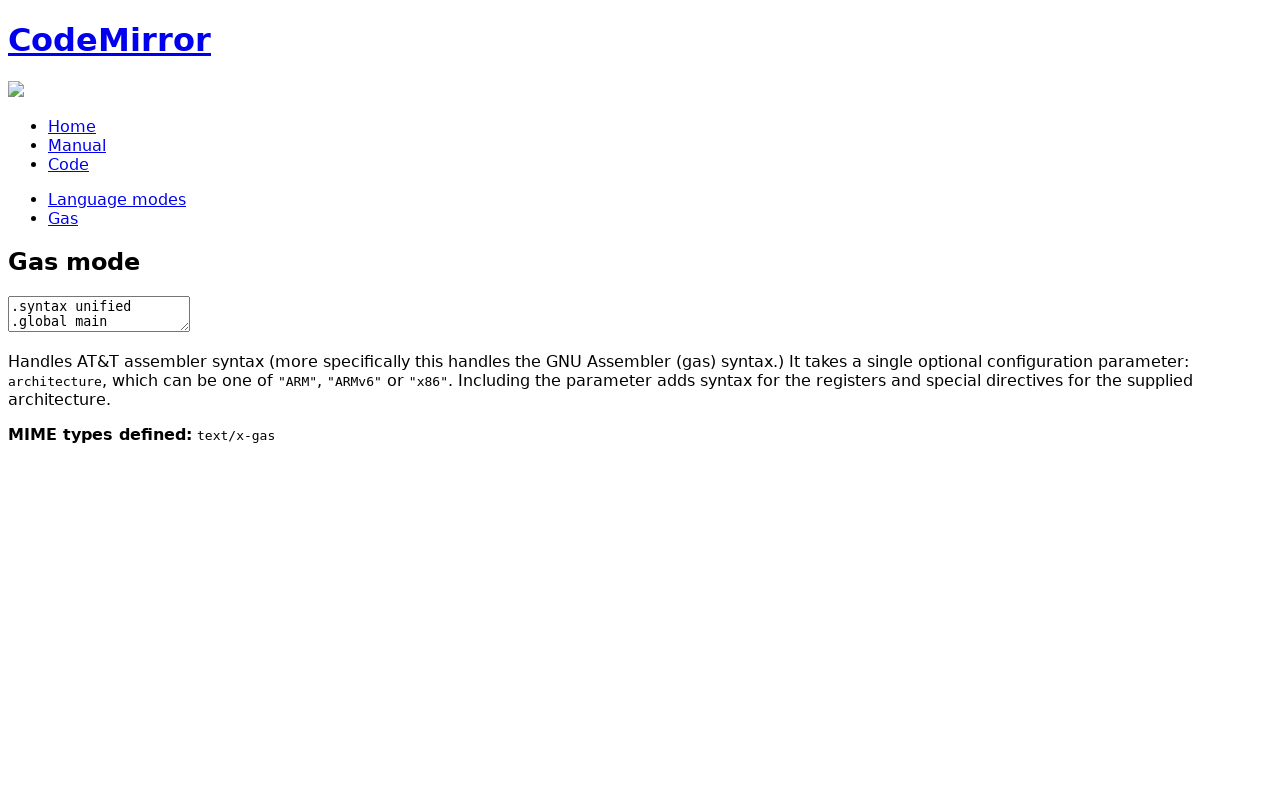 CodeMirror
Home
Manual
Code
Language modes
Gas
Gas mode
.syntax unified
.global main
Handles AT&T assembler syntax (more specifically this handles the GNU Assembler (gas) syntax.) It takes a single optional configuration parameter:
architecture, which can be one of "ARM", "ARMv6" or "x86". Including the parameter adds syntax for the registers and special directives for the supplied
architecture.
MIME types defined: text/x-gas